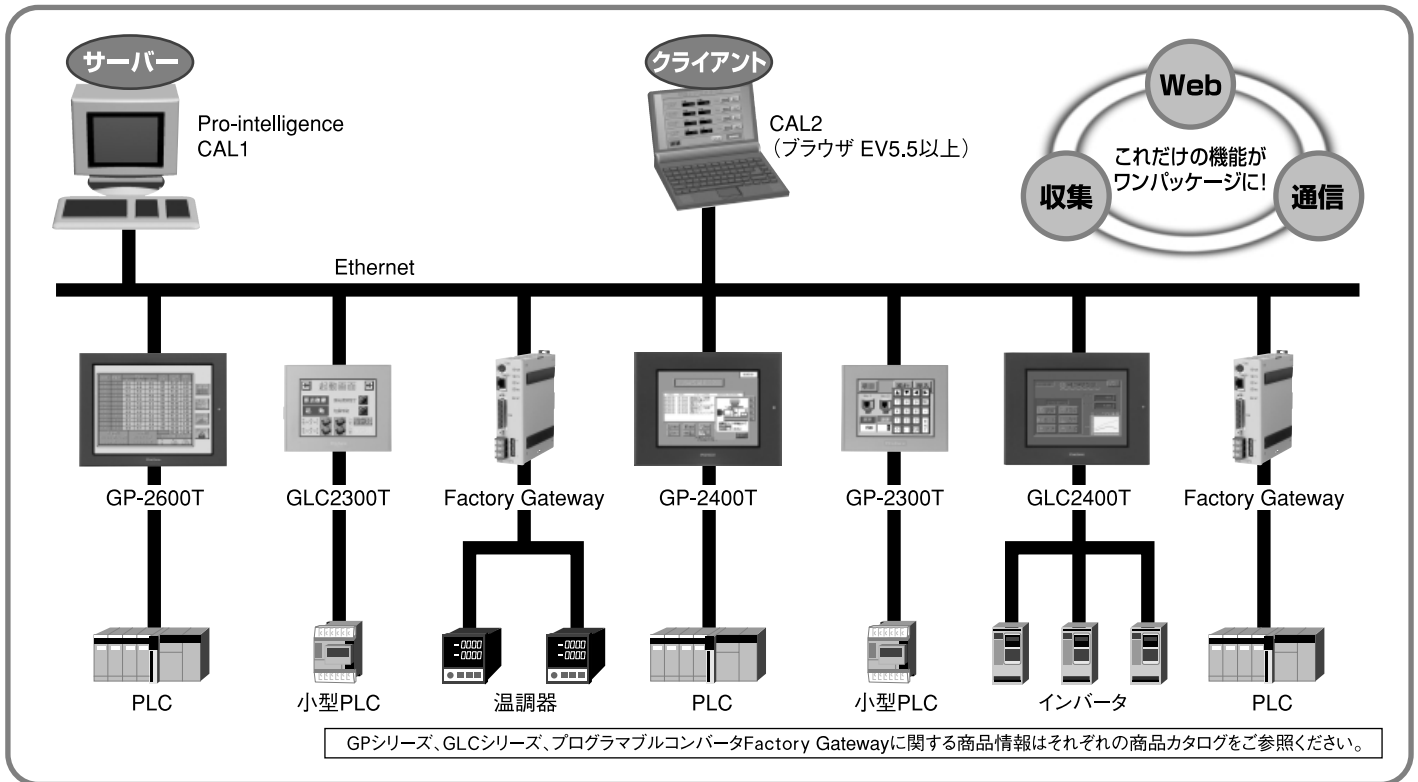 サーバー
Pro-intelligence
CAL1
クライアント
CAL2
（ブラウザ EV5.5以上）
Web
これだけの機能が
ワンパッケージに！
収集
通信
Ethernet
GP-2600T
GLC2300T
Factory Gateway
GP-2400T
GP-2300T
GLC2400T
Factory Gateway
PLC
小型PLC
温調器
PLC
小型PLC
インバータ
PLC
GPシリーズ、GLCシリーズ、プログラマブルコンバータFactory Gatewayに関する商品情報はそれぞれの商品カタログをご参照ください。